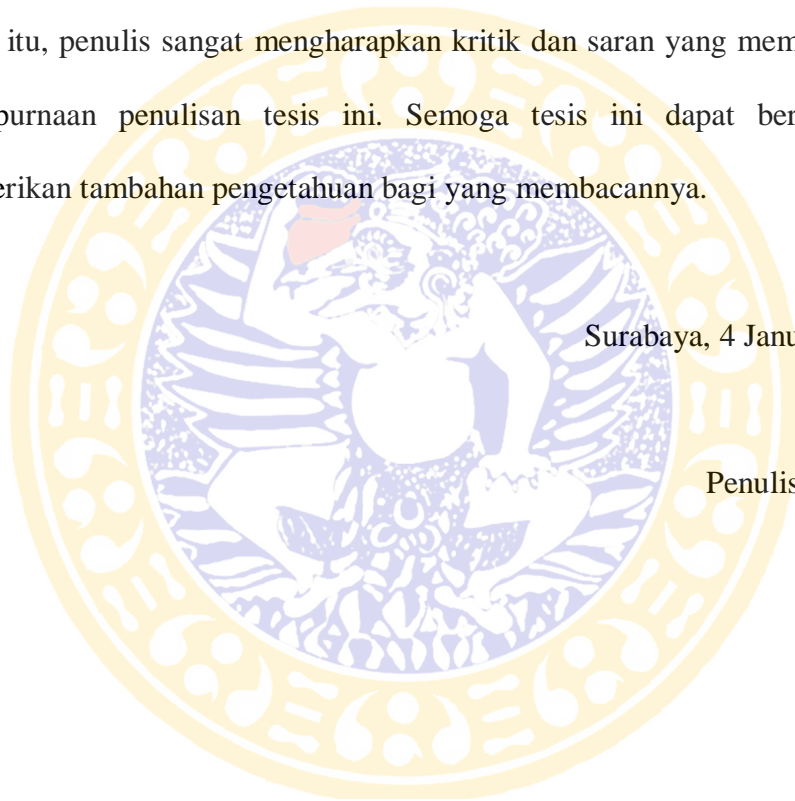 itu, penulis sangat mengharapkan kritik dan saran yang mem
purnaan penulisan tesis ini. Semoga tesis ini dapat ber
erikan tambahan pengetahuan bagi yang membacannya.
Surabaya, 4 Janu
Penulis